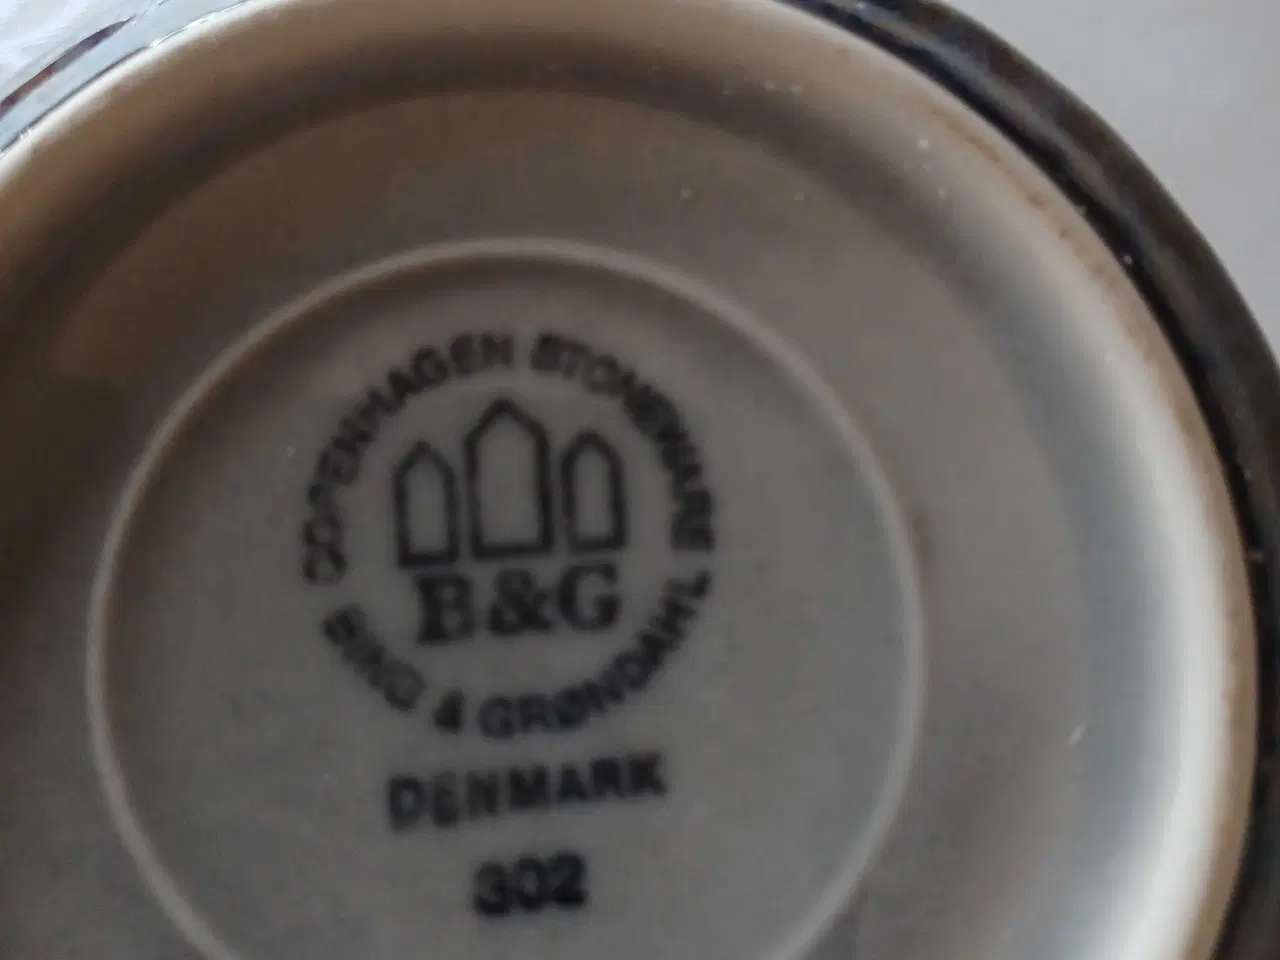 COPENHAGEN STONEWARE
B&G
BING & GRØNDAHL
DENMARK
302